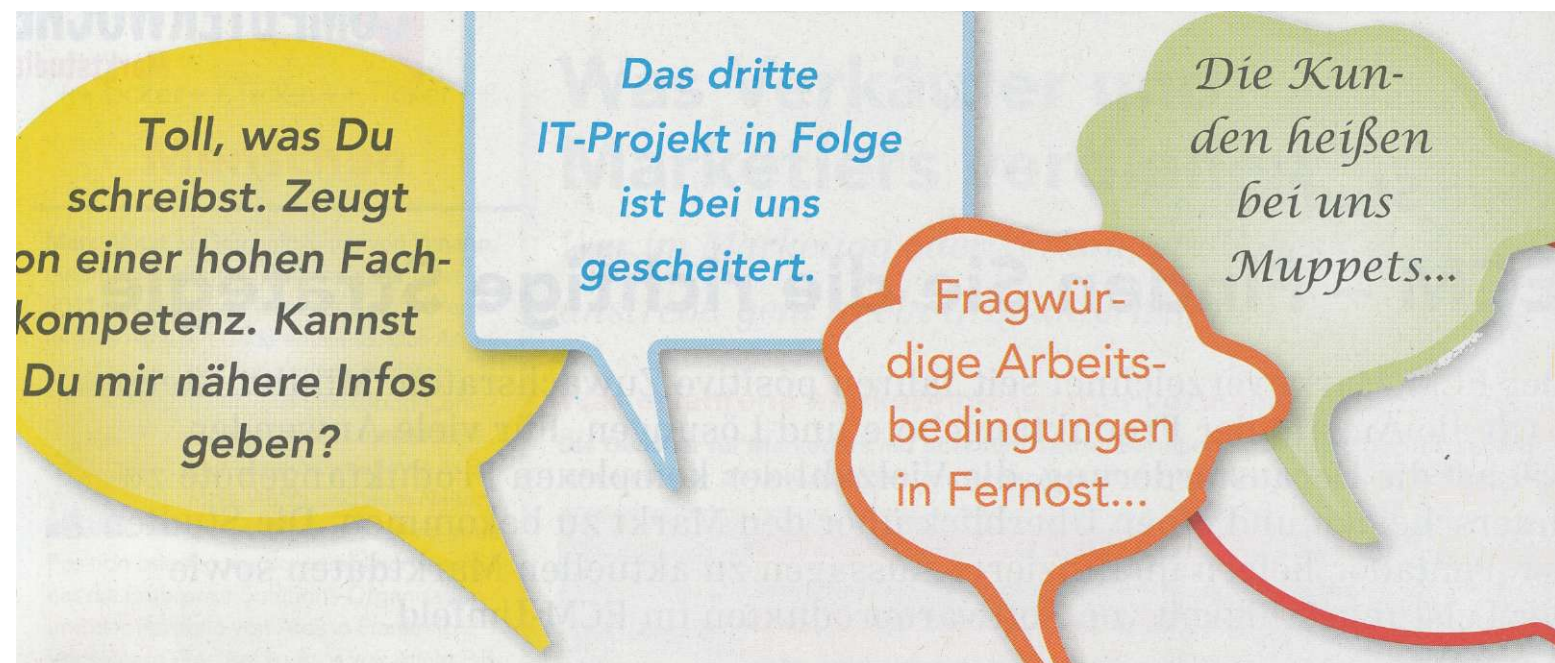 Toll, was Du
schreibst. Zeugt
on einer hohen Fach-
kompetenz. Kannst
Du mir nähere Infos
geben?
Das dritte
IT-Projekt in Folge
ist bei uns
gescheitert.
Fragwür-
dige Arbeits-
bedingungen
in Fernost...
Die Kun-
den heißen
bei uns
Muppets...